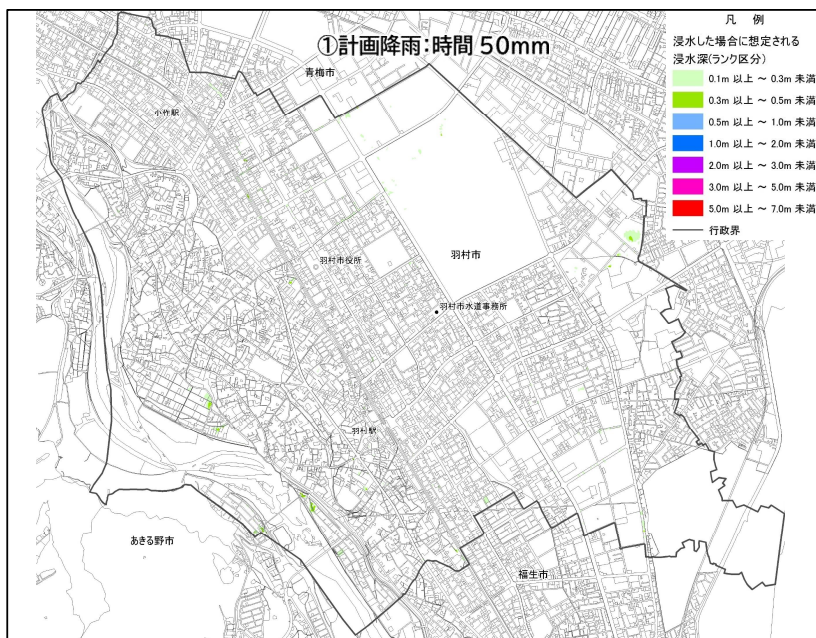 ①計画降雨：時間 50mm
凡 例
浸水した場合に想定される
浸水深(ランク区分)
0.1m 以上 ～ 0.3m 未満
0.3m 以上 ～ 0.5m 未満
0.5m 以上 ～ 1.0m 未満
1.0m 以上 ～ 2.0m 未満
2.0m 以上 ～ 3.0m 未満
3.0m 以上 ～ 5.0m 未満
5.0m 以上 ～ 7.0m 未満
行政界
青梅市
小作駅
羽村市役所
羽村市
羽村市水道事務所
羽村駅
あきる野市
福生市